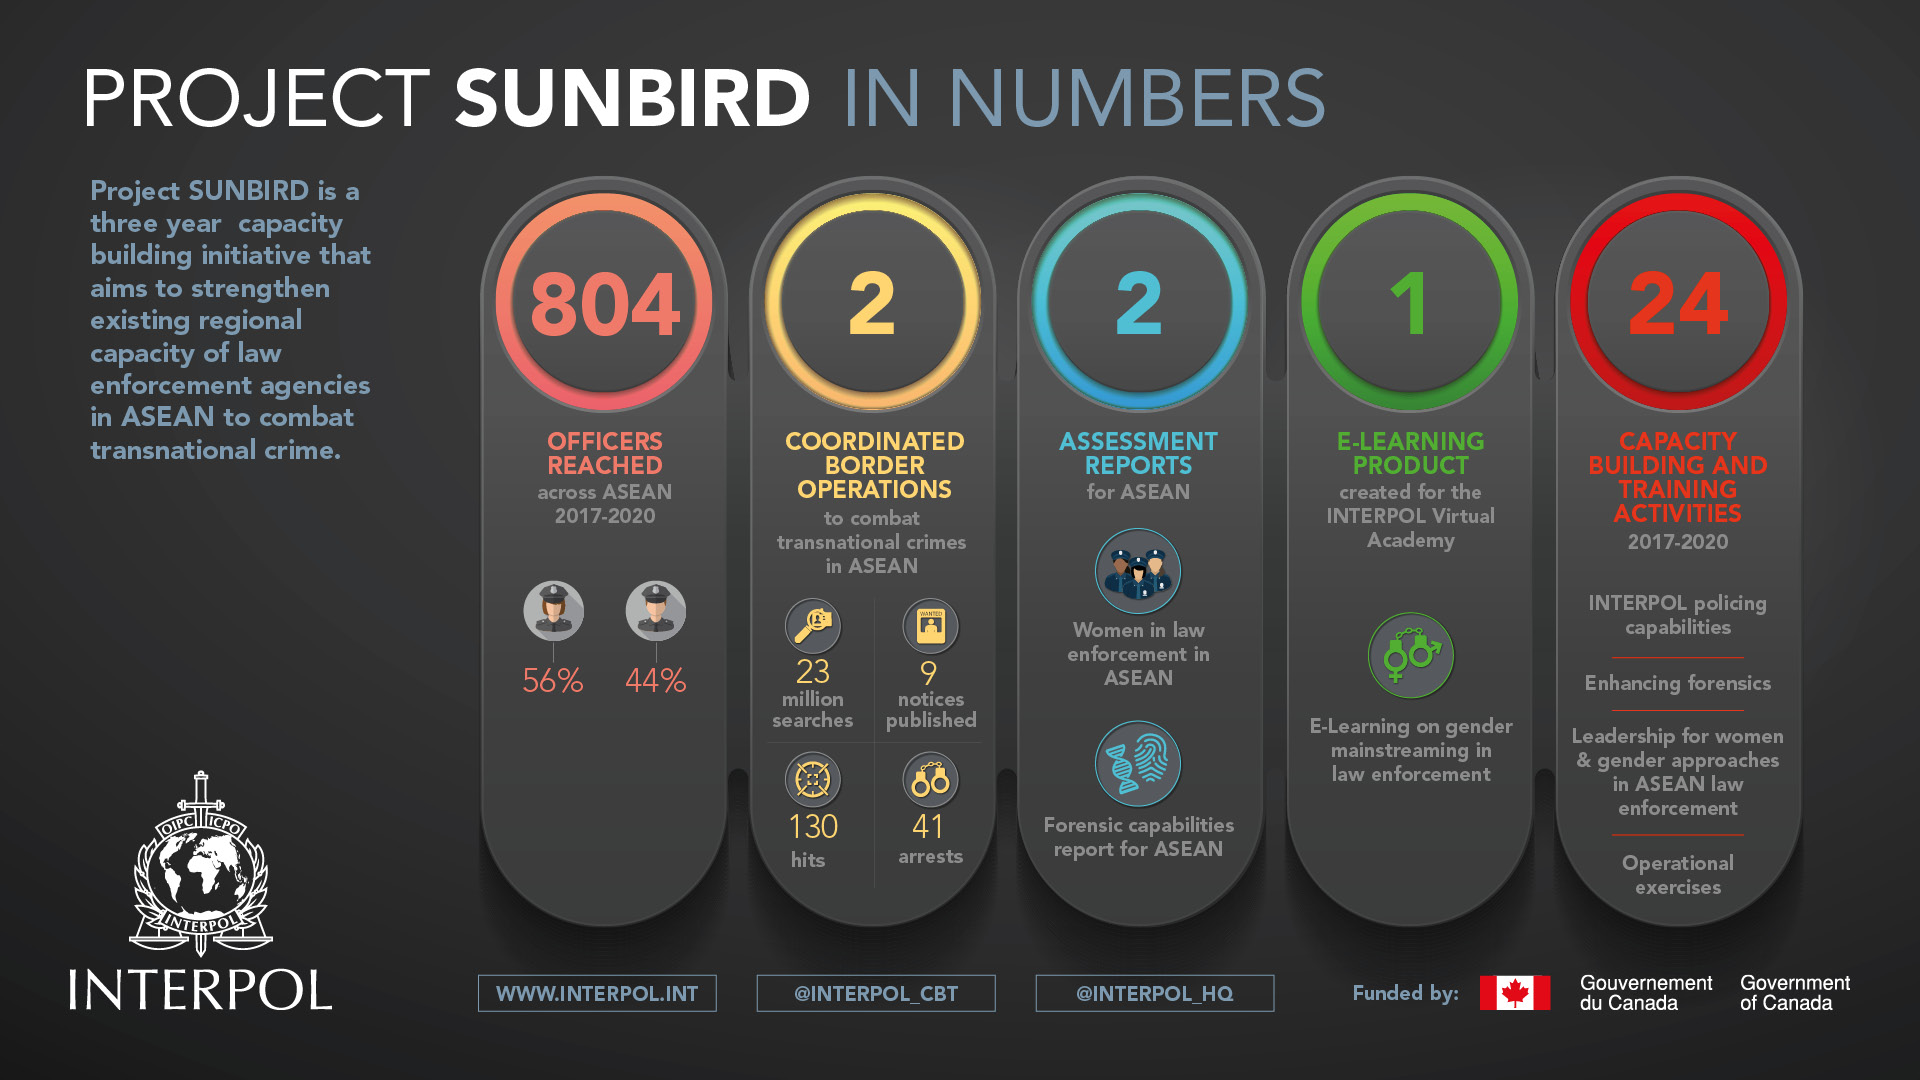 PROJECT SUNBIRD IN NUMBERS
Project SUNBIRD is a
three year capacity
building initiative that
aims to strengthen
existing regional
capacity of law
enforcement agencies
in ASEAN to combat
transnational crime.
804
OFFICERS
REACHED
across ASEAN
2017-2020
56%
44%
2
COORDINATED
BORDER
OPERATIONS
to combat
transnational crimes
in ASEAN
23
million
searches
WANTED
9
notices
published
130
hits
41
arrests
2
ASSESSMENT
REPORTS
for ASEAN
Women in law
enforcement in
ASEAN
Forensic capabilities
report for ASEAN
1
E-LEARNING
PRODUCT
created for the
INTERPOL Virtual
Academy
E-Learning on gender
mainstreaming in
law enforcement
24
CAPACITY
BUILDING AND
TRAINING
ACTIVITIES
2017-2020
INTERPOL policing
capabilities
Enhancing forensics
Leadership for women
& gender approaches
in ASEAN law
enforcement
Operational
exercises
OIPC ICPO
INTERPOL
INTERPOL
WWW.INTERPOL.INT
@INTERPOL_CBT
@INTERPOL_HQ
Funded by:
Gouvernement
du Canada
Government
of Canada